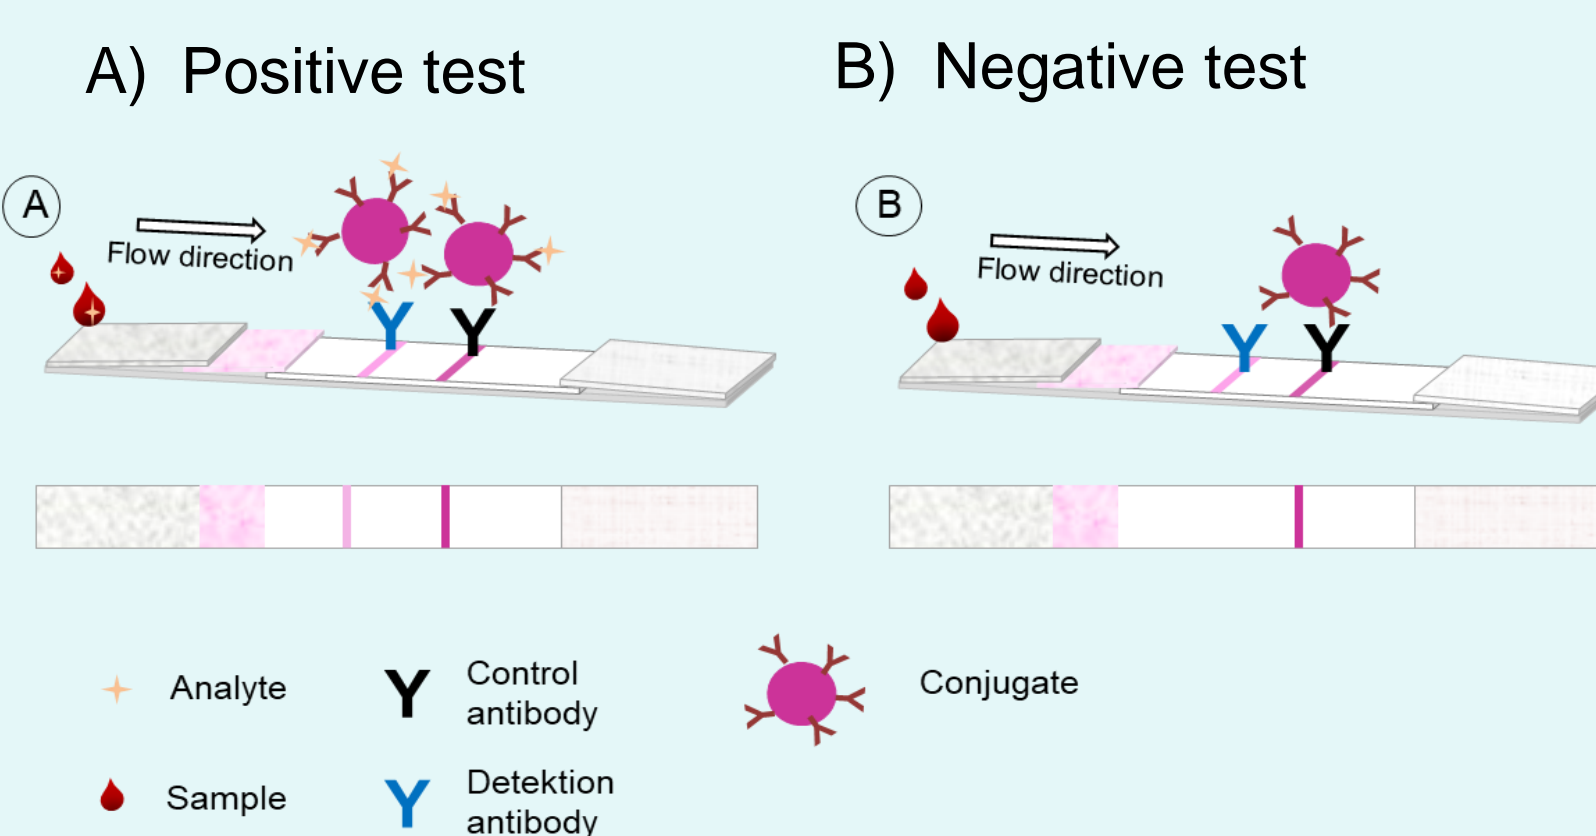 A) Positive test
B) Negative test
A
Flow direction
B
Flow direction
Analyte
Control
antibody
Conjugate
Sample
Detektion
antibody